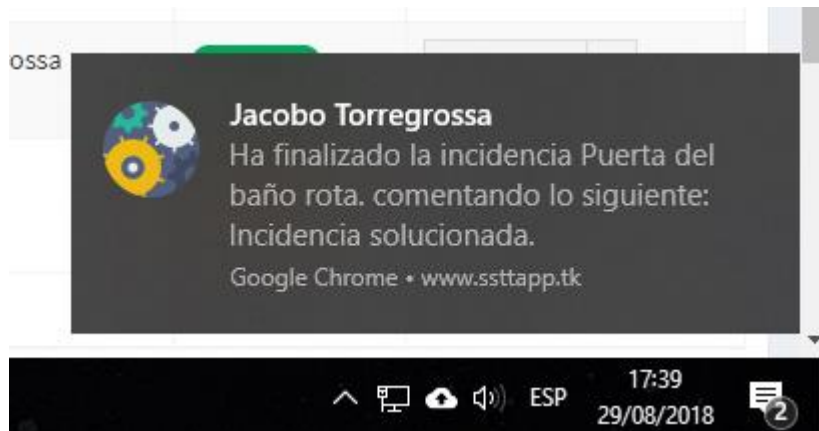 ossa
Jacobo Torregrossa
Ha finalizado la incidencia Puerta del
baño rota. comentando lo siguiente:
Incidencia solucionada.
Google Chrome • www.ssttapp.tk
ESP
17:39
29/08/2018
2